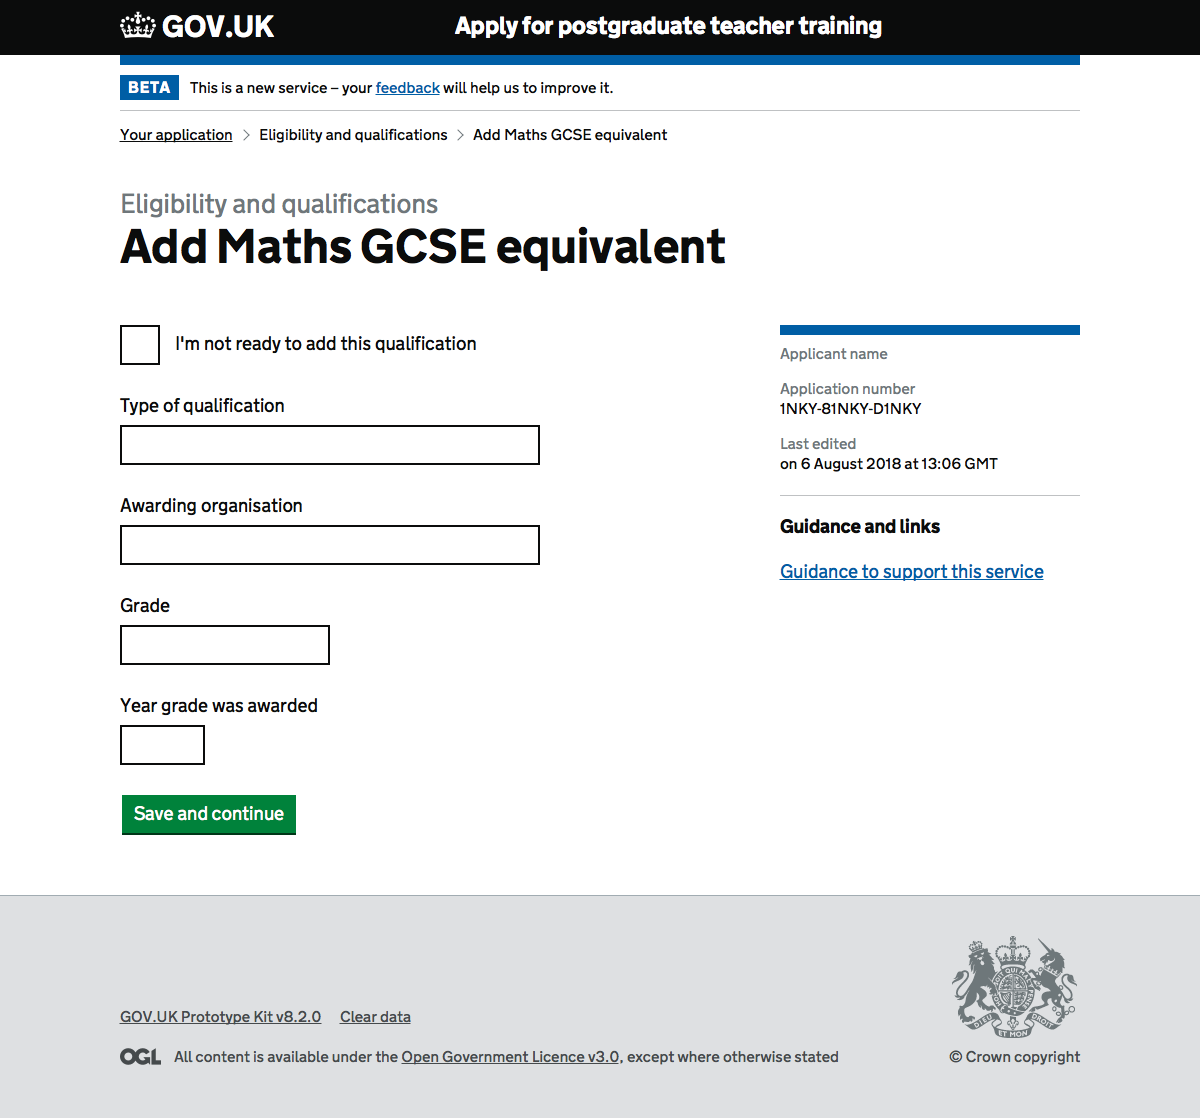 GOV.UK Apply for postgraduate teacher training
BETA This is a new service – your feedback will help us to improve it.
Your application > Eligibility and qualifications > Add Maths GCSE equivalent
Eligibility and qualifications
Add Maths GCSE equivalent
I'm not ready to add this qualification
Type of qualification
Awarding organisation
Grade
Year grade was awarded
Save and continue
Applicant name
Application number
1NKY-81NKY-D1NKY
Last edited
on 6 August 2018 at 13:06 GMT
Guidance and links
Guidance to support this service
GOV.UK Prototype Kit v8.2.0 Clear data
OGL All content is available under the Open Government Licence v3.0, except where otherwise stated
DIEU ET MON DROIT
© Crown copyright